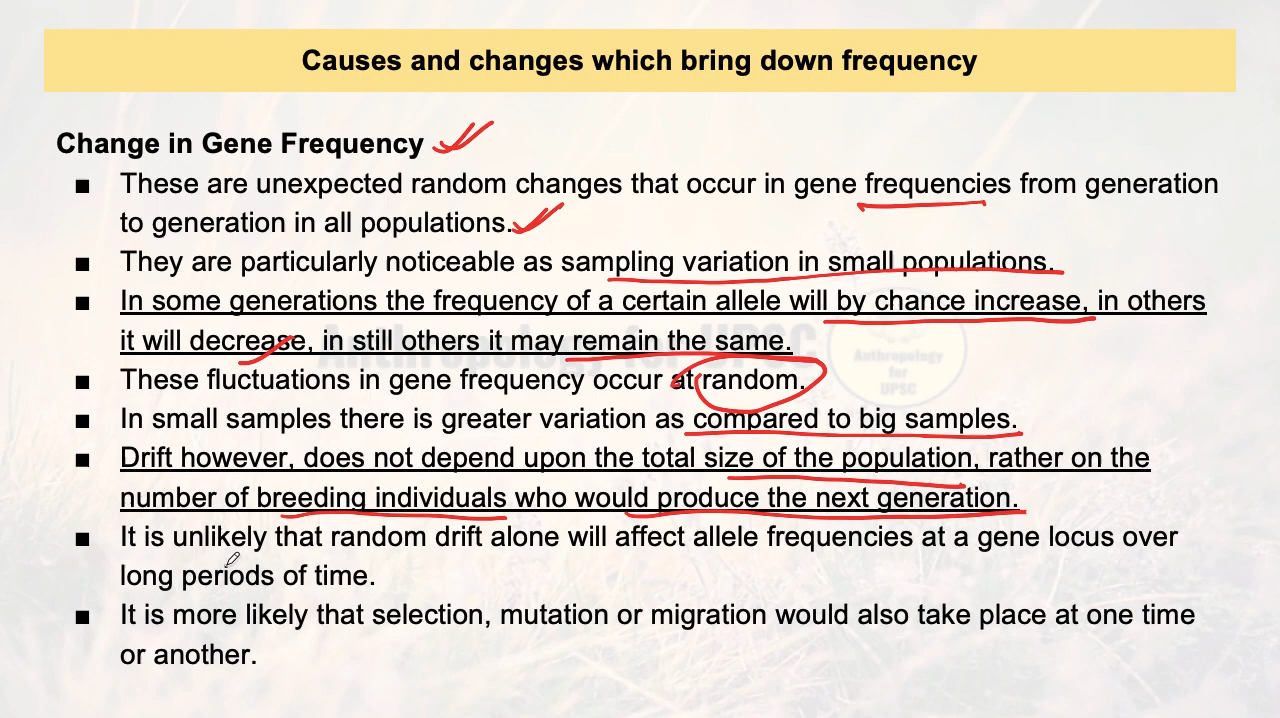 Causes and changes which bring down frequency
Change in Gene Frequency
■ These are unexpected random changes that occur in gene frequencies from generation
to generation in all populations.
■ They are particularly noticeable as sampling variation in small populations.
■ In some generations the frequency of a certain allele will by chance increase, in others
it will decrease, in still others it may remain the same.
■ These fluctuations in gene frequency occur at random.
■ In small samples there is greater variation as compared to big samples.
■ Drift however, does not depend upon the total size of the population, rather on the
number of breeding individuals who would produce the next generation.
■ It is unlikely that random drift alone will affect allele frequencies at a gene locus over
long periods of time.
■ It is more likely that selection, mutation or migration would also take place at one time
or another.
Anthropology for UPSC
Anthropology
for
UPSC